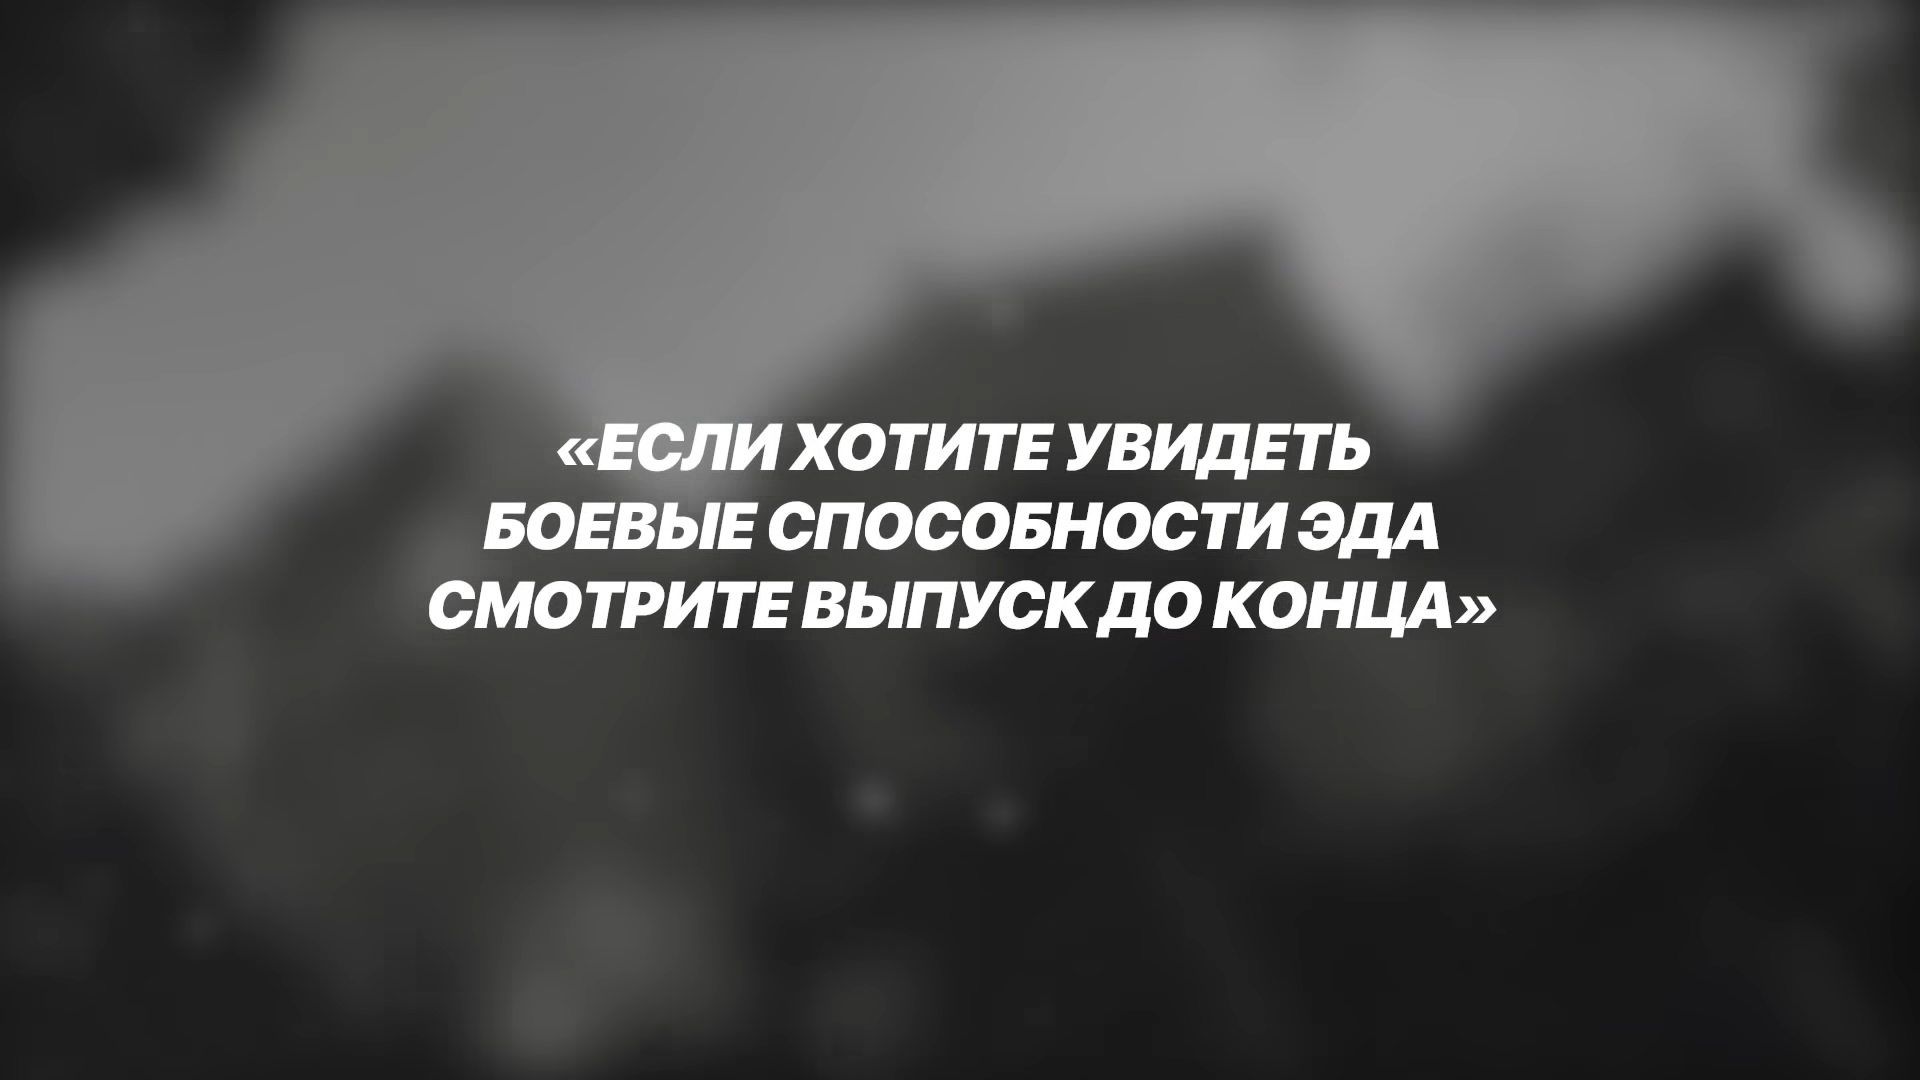 «ЕСЛИ ХОТИТЕ УВИДЕТЬ
БОЕВЫЕ СПОСОБНОСТИ ЭДА
СМОТРИТЕ ВЫПУСК ДО КОНЦА»